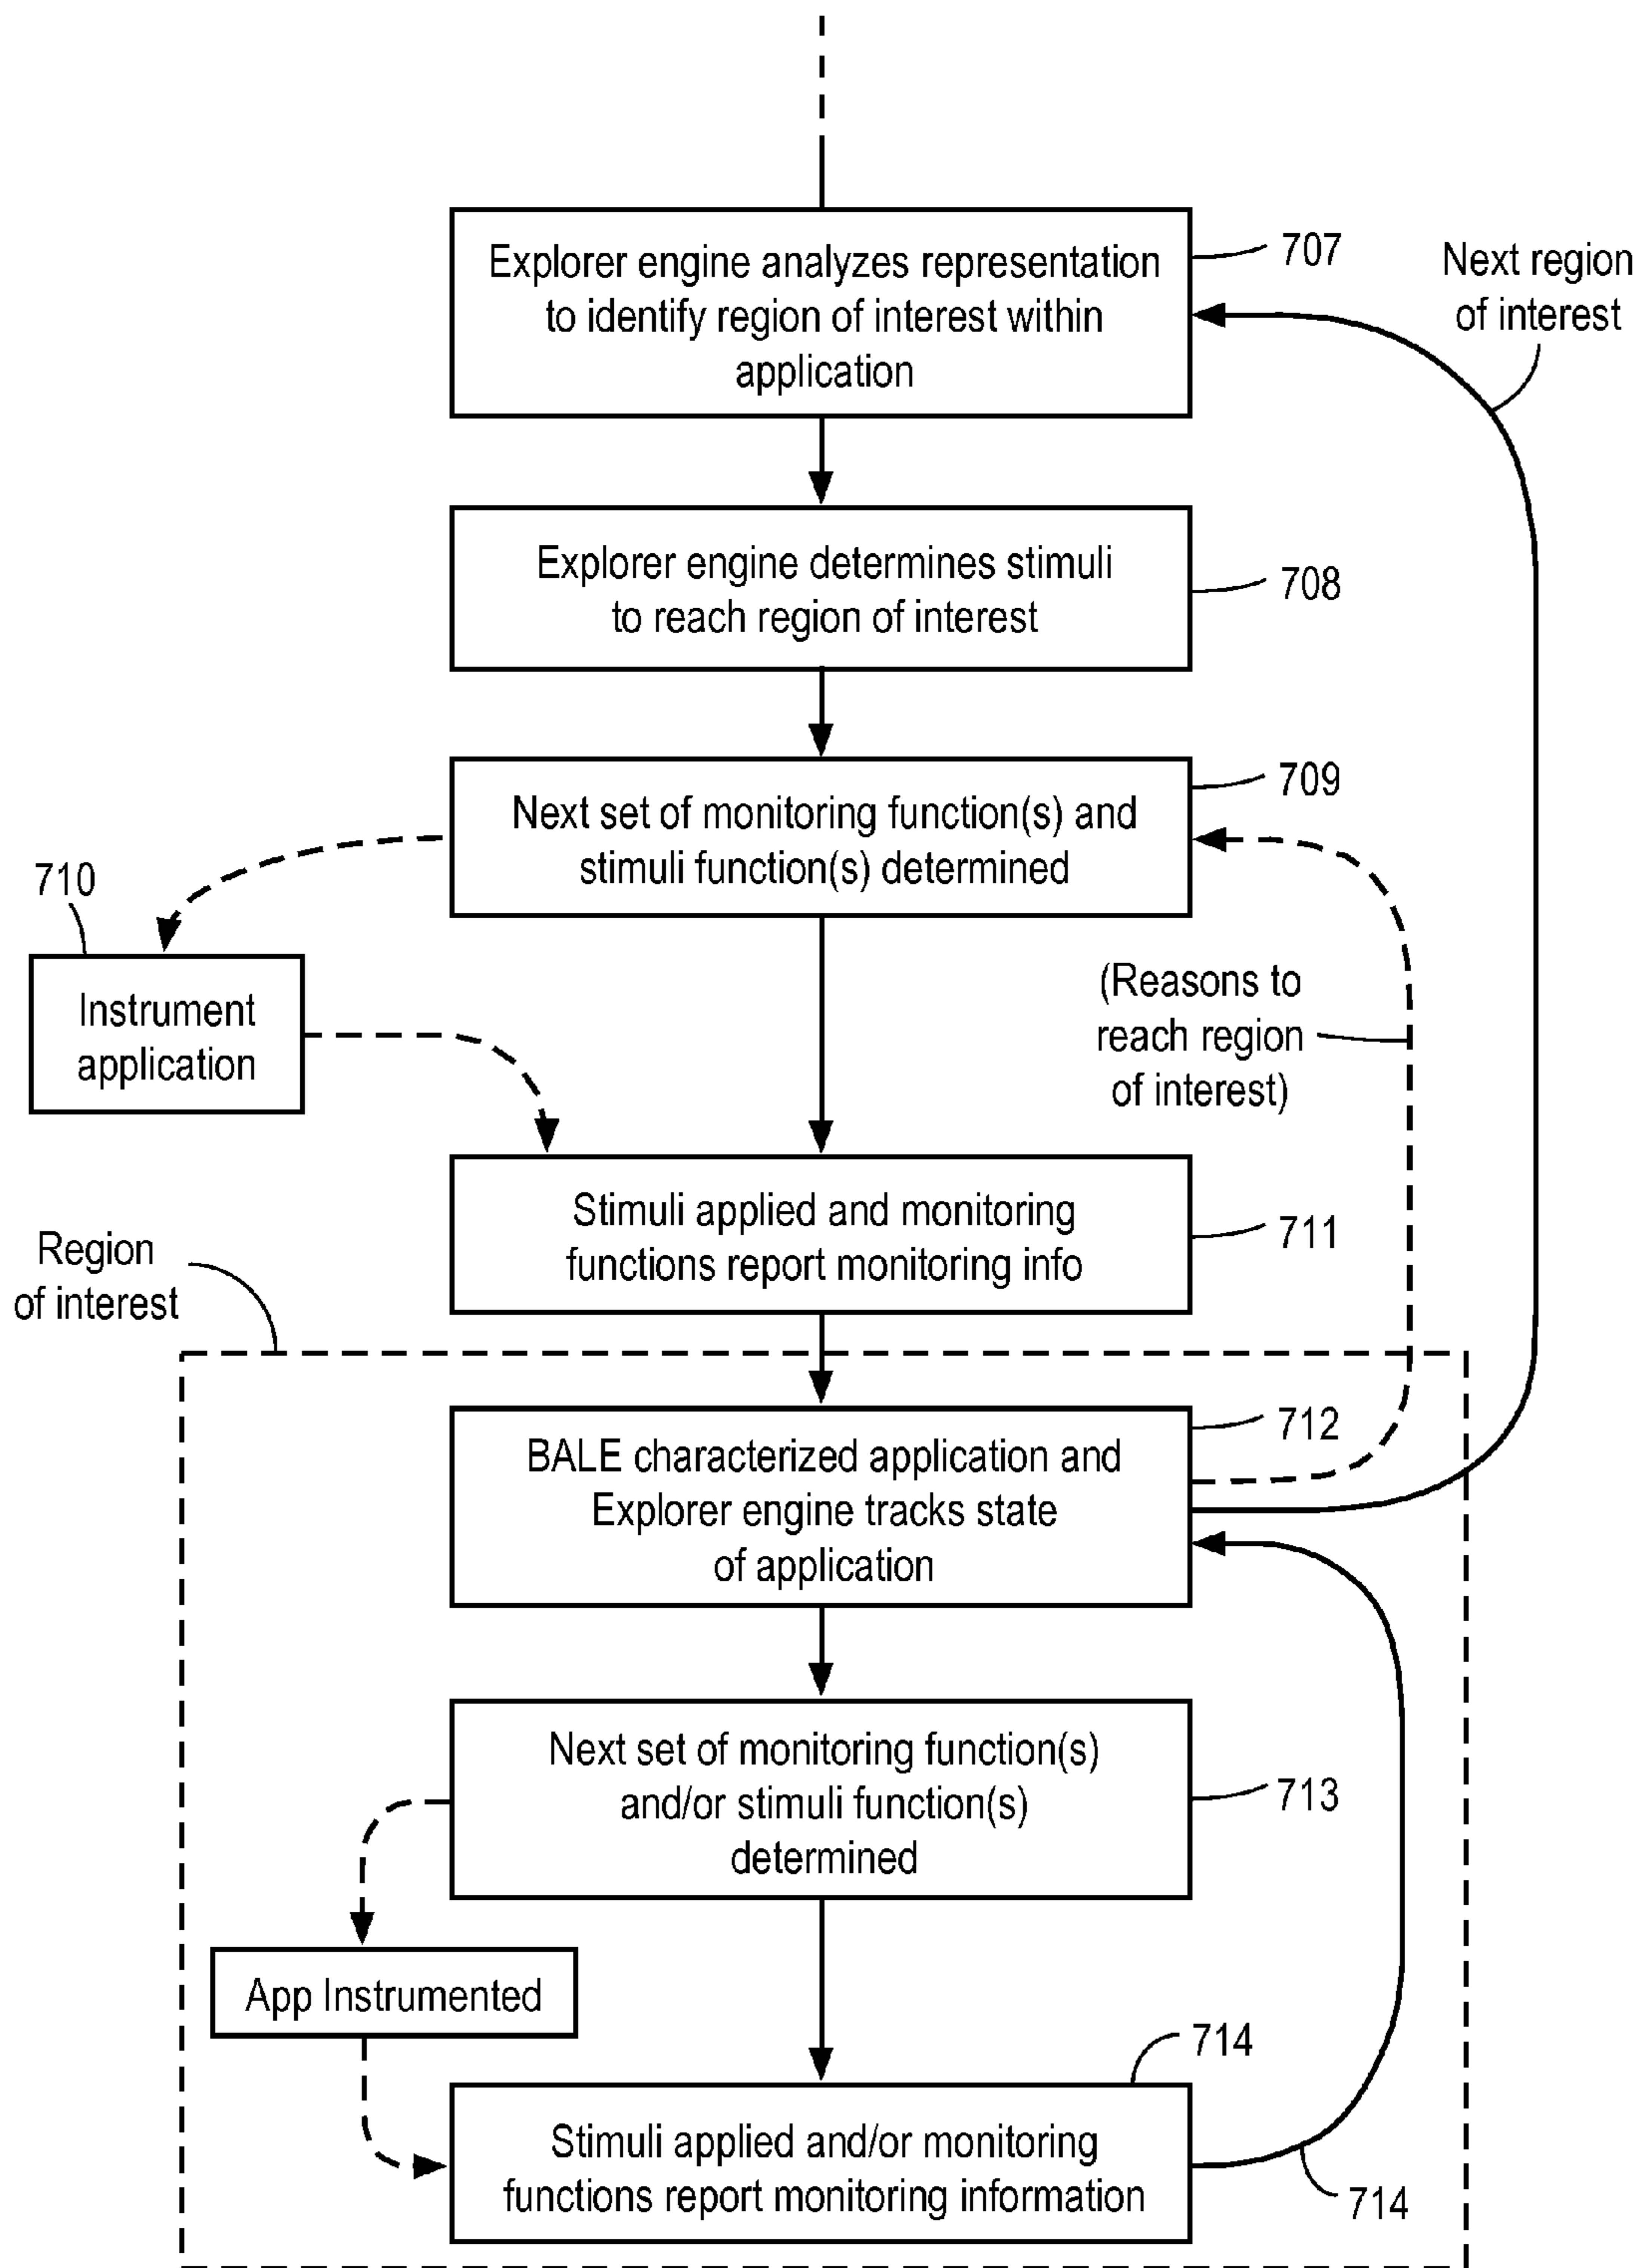 Explorer engine analyzes representation
to identify region of interest within
application
707
Next region
of interest
Explorer engine determines stimuli
to reach region of interest
708
Next set of monitoring function(s) and
stimuli function(s) determined
709
710
Instrument
application
(Reasons to
reach region
of interest)
Stimuli applied and monitoring
functions report monitoring info
711
Region
of interest
BALE characterized application and
Explorer engine tracks state
of application
712
Next set of monitoring function(s)
and/or stimuli function(s)
determined
713
App Instrumented
714
Stimuli applied and/or monitoring
functions report monitoring information
714